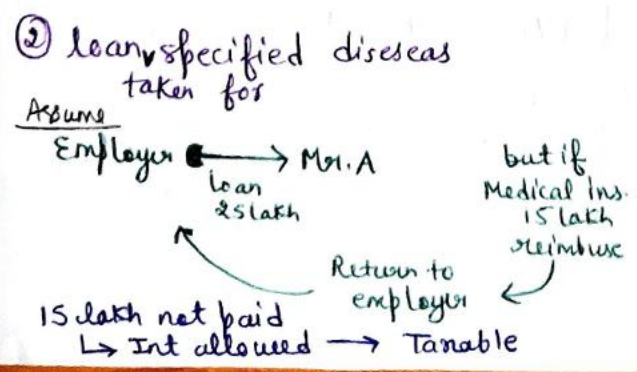 ② loan specified diseseas
taken for
Assume
Employer → Mr. A
loan
25 lakh
but if
Medical ins.
15 lakh
reimbuse
Return to
employer
15 lakh not paid
↳ Int allowed → Taxable